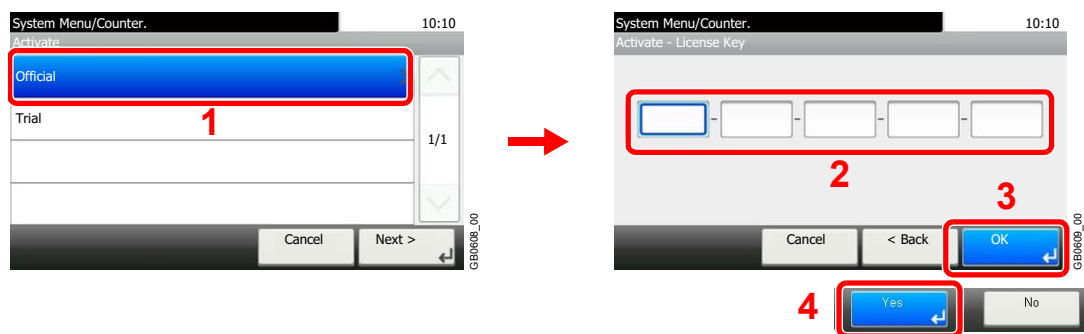 System Menu/Counter. 10:10
Activate
Official
Trial
1
1/1
Cancel Next >
GB0608_00
System Menu/Counter. 10:10
Activate - License Key
- - - -
2
3
Cancel < Back OK
GB0609_00
4 Yes No